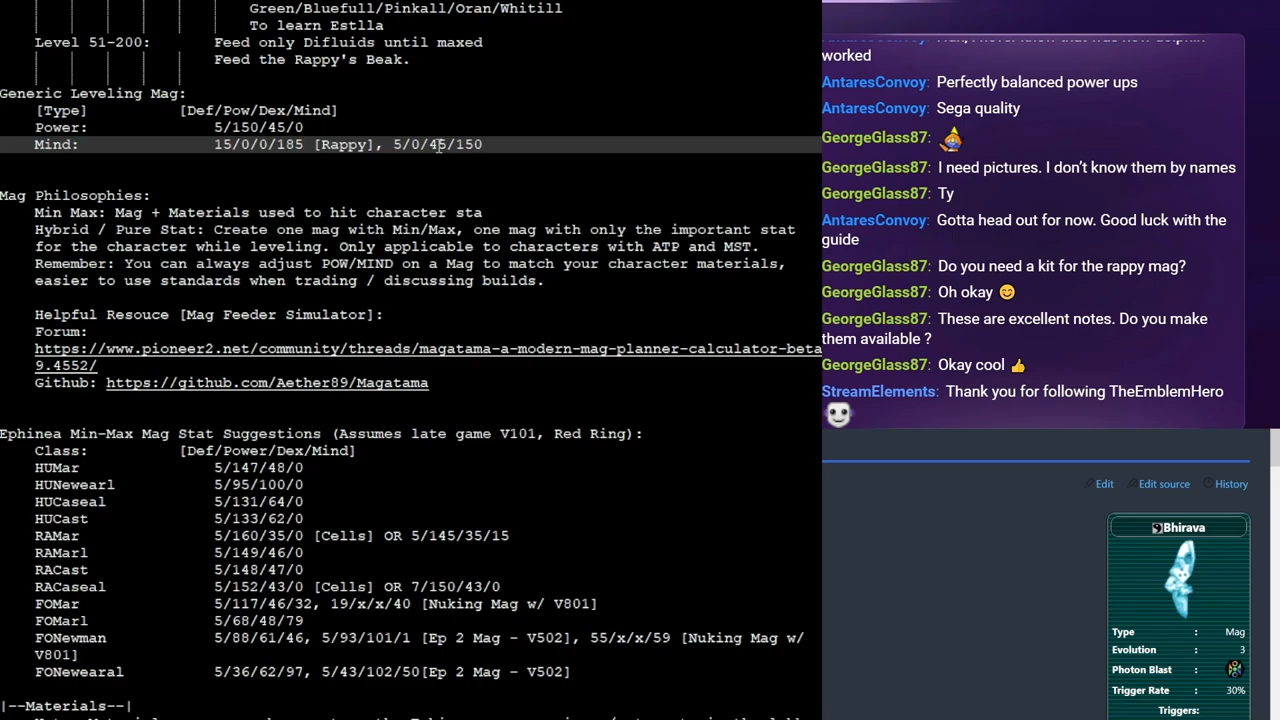 Green/Bluefull/Pinkall/Oran/Whitill
To learn Estlla
Level 51-200: Feed only Difluids until maxed
Feed the Rappy's Beak.
Generic Leveling Mag:
[Type] [Def/Pow/Dex/Mind]
Power: 5/150/45/0
Mind: 15/0/0/185 [Rappy], 5/0/45/150
Mag Philosophies:
Min Max: Mag + Materials used to hit character sta
Hybrid / Pure Stat: Create one mag with Min/Max, one mag with only the important stat
for the character while leveling. Only applicable to characters with ATP and MST.
Remember: You can always adjust POW/MIND on a Mag to match your character materials,
easier to use standards when trading / discussing builds.
Helpful Resouce [Mag Feeder Simulator]:
Forum:
https://www.pioneer2.net/community/threads/magatama-a-modern-mag-planner-calculator-beta
9.4552/
Github: https://github.com/Aether89/Magatama
Ephinea Min-Max Mag Stat Suggestions (Assumes late game V101, Red Ring):
Class: [Def/Power/Dex/Mind]
HUMar 5/147/48/0
HUNewearl 5/95/100/0
HUCaseal 5/131/64/0
HUCast 5/133/62/0
RAMar 5/160/35/0 [Cells] OR 5/145/35/15
RAMarl 5/149/46/0
RACast 5/148/47/0
RACaseal 5/152/43/0 [Cells] OR 7/150/43/0
FOMar 5/117/46/32, 19/x/x/40 [Nuking Mag w/ V801]
FOMarl 5/68/48/79
FONewman 5/88/61/46, 5/93/101/1 [Ep 2 Mag - V502], 55/x/x/59 [Nuking Mag w/
V801]
FONewearal 5/36/62/97, 5/43/102/50[Ep 2 Mag - V502]
|--Materials--|
worked
AntaresConvoy: Perfectly balanced power ups
AntaresConvoy: Sega quality
GeorgeGlass87:
GeorgeGlass87: I need pictures. I don't know them by names
GeorgeGlass87: Ty
AntaresConvoy: Gotta head out for now. Good luck with the
guide
GeorgeGlass87: Do you need a kit for the rappy mag?
GeorgeGlass87: Oh okay 😊
GeorgeGlass87: These are excellent notes. Do you make
them available ?
GeorgeGlass87: Okay cool 👍
StreamElements: Thank you for following TheEmblemHero
Edit Edit source History
Bhirava
Type : Mag
Evolution : 3
Photon Blast :
Trigger Rate : 30%
Triggers: